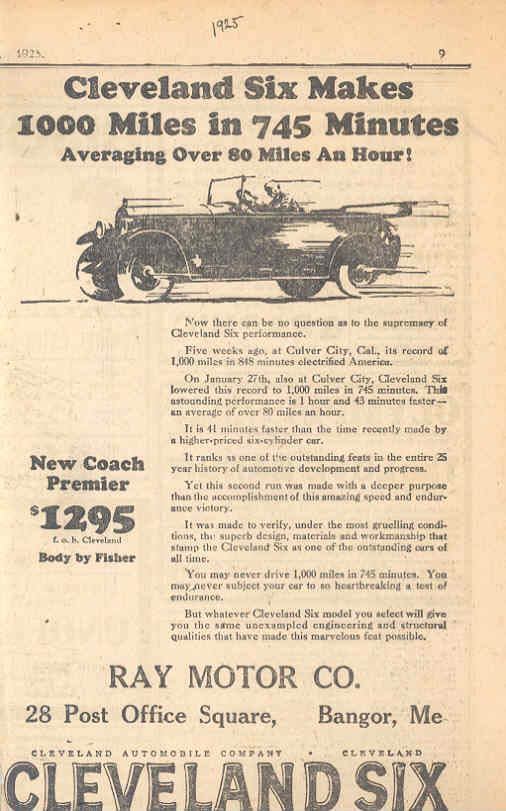 1925
1925.
9
Cleveland Six Makes
1000 Miles in 745 Minutes
Averaging Over 80 Miles An Hour!
Now there can be no question as to the supremacy of
Cleveland Six performance.
Five weeks ago, at Culver City, Cal., its record of
1,000 miles in 848 minutes electrified America.
On January 27th, also at Culver City, Cleveland Six
lowered this record to 1,000 miles in 745 minutes. This
astounding performance is 1 hour and 43 minutes faster—
an average of over 80 miles an hour.
It is 41 minutes faster than the time recently made by
a higher-priced six-cylinder car.
It ranks as one of the outstanding feats in the entire 25
year history of automotive development and progress.
Yet this second run was made with a deeper purpose
than the accomplishment of this amazing speed and endur-
ance victory.
It was made to verify, under the most gruelling condi-
tions, the superb design, materials and workmanship that
stamp the Cleveland Six as one of the outstanding cars of
all time.
You may never drive 1,000 miles in 745 minutes. You
may never subject your car to so heartbreaking a test of
endurance.
But whatever Cleveland Six model you select will give
you the same unexampled engineering and structural
qualities that have made this marvelous feat possible.
New Coach
Premier
$1295
f. o. b. Cleveland
Body by Fisher
RAY MOTOR CO.
28 Post Office Square, Bangor, Me
CLEVELAND AUTOMOBILE COMPANY • CLEVELAND
CLEVELAND SIX